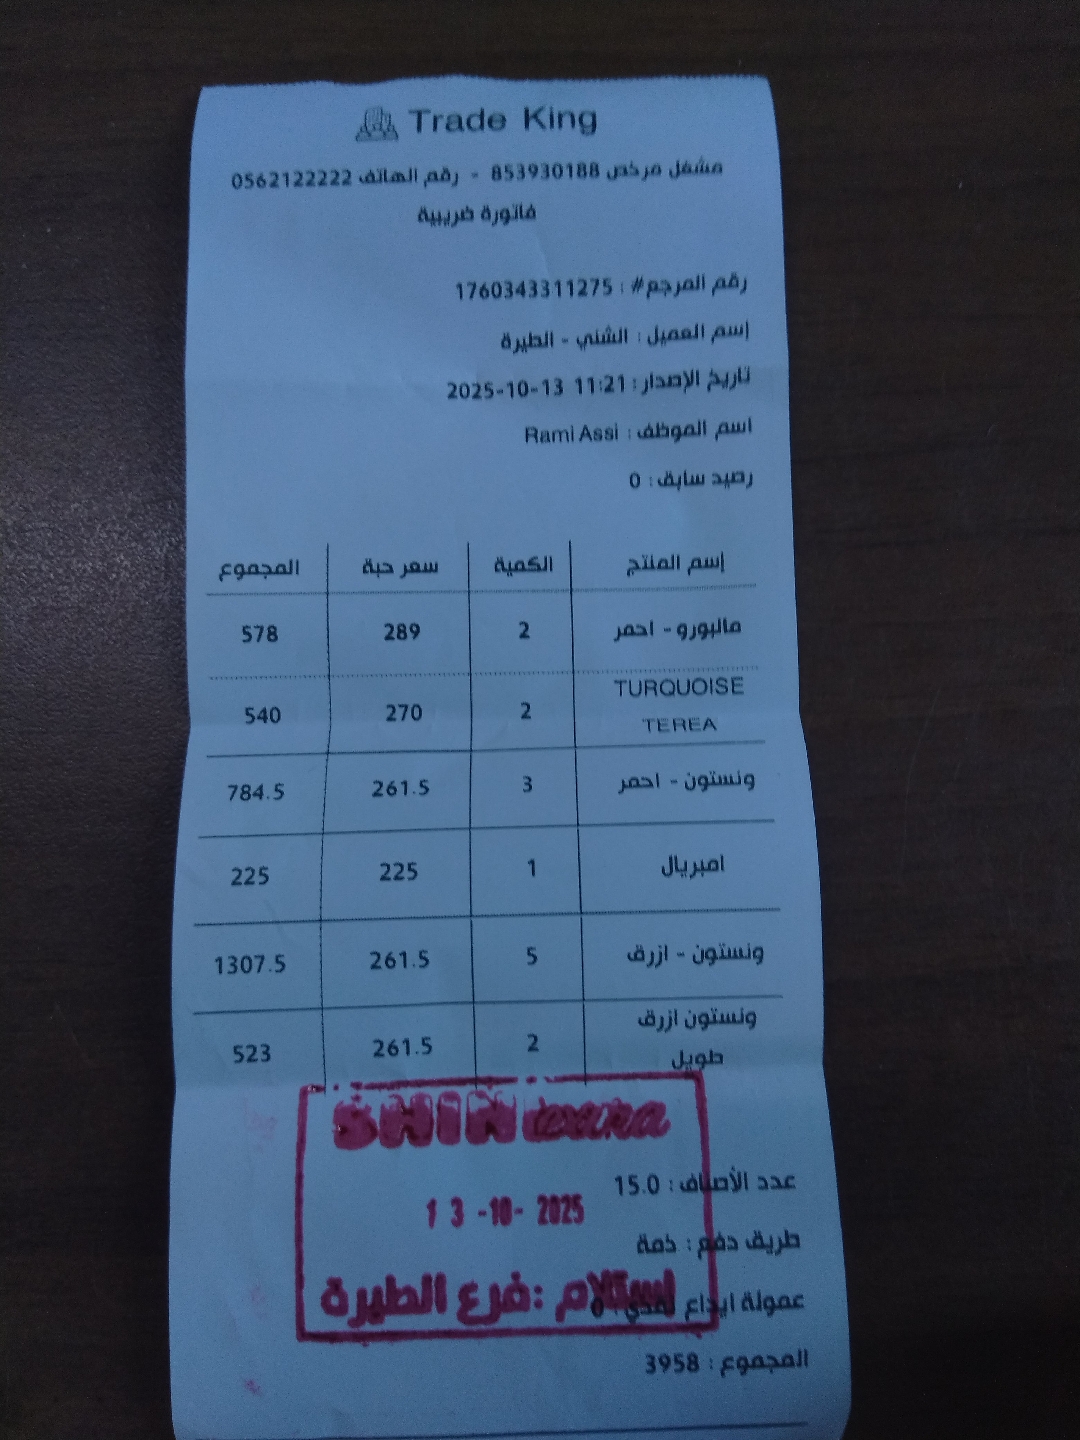 Trade King
مشغل مرخص 853930188 - رقم الهاتف 0562122222
فاتورة ضريبية
رقم المرجع# : 1760343311275
إسم العميل : الشني - الطيرة
تاريخ الإصدار : 11:21 2025-10-13
اسم الموظف : Rami Assi
رصيد سابق : 0
إسم المنتج الكمية سعر حبة المجموع
مالبورو - احمر 2 289 578
TURQUOISE TEREA 2 270 540
ونستون - احمر 3 261.5 784.5
امبريال 1 225 225
ونستون - ازرق 5 261.5 1307.5
ونستون ازرق طويل 2 261.5 523
عدد الأصناف : 15.0
13 -10- 2025
طريق دفع : ذمة
عمولة ايداع نقدي : 0
استلام :فرع الطيرة
المجموع : 3958